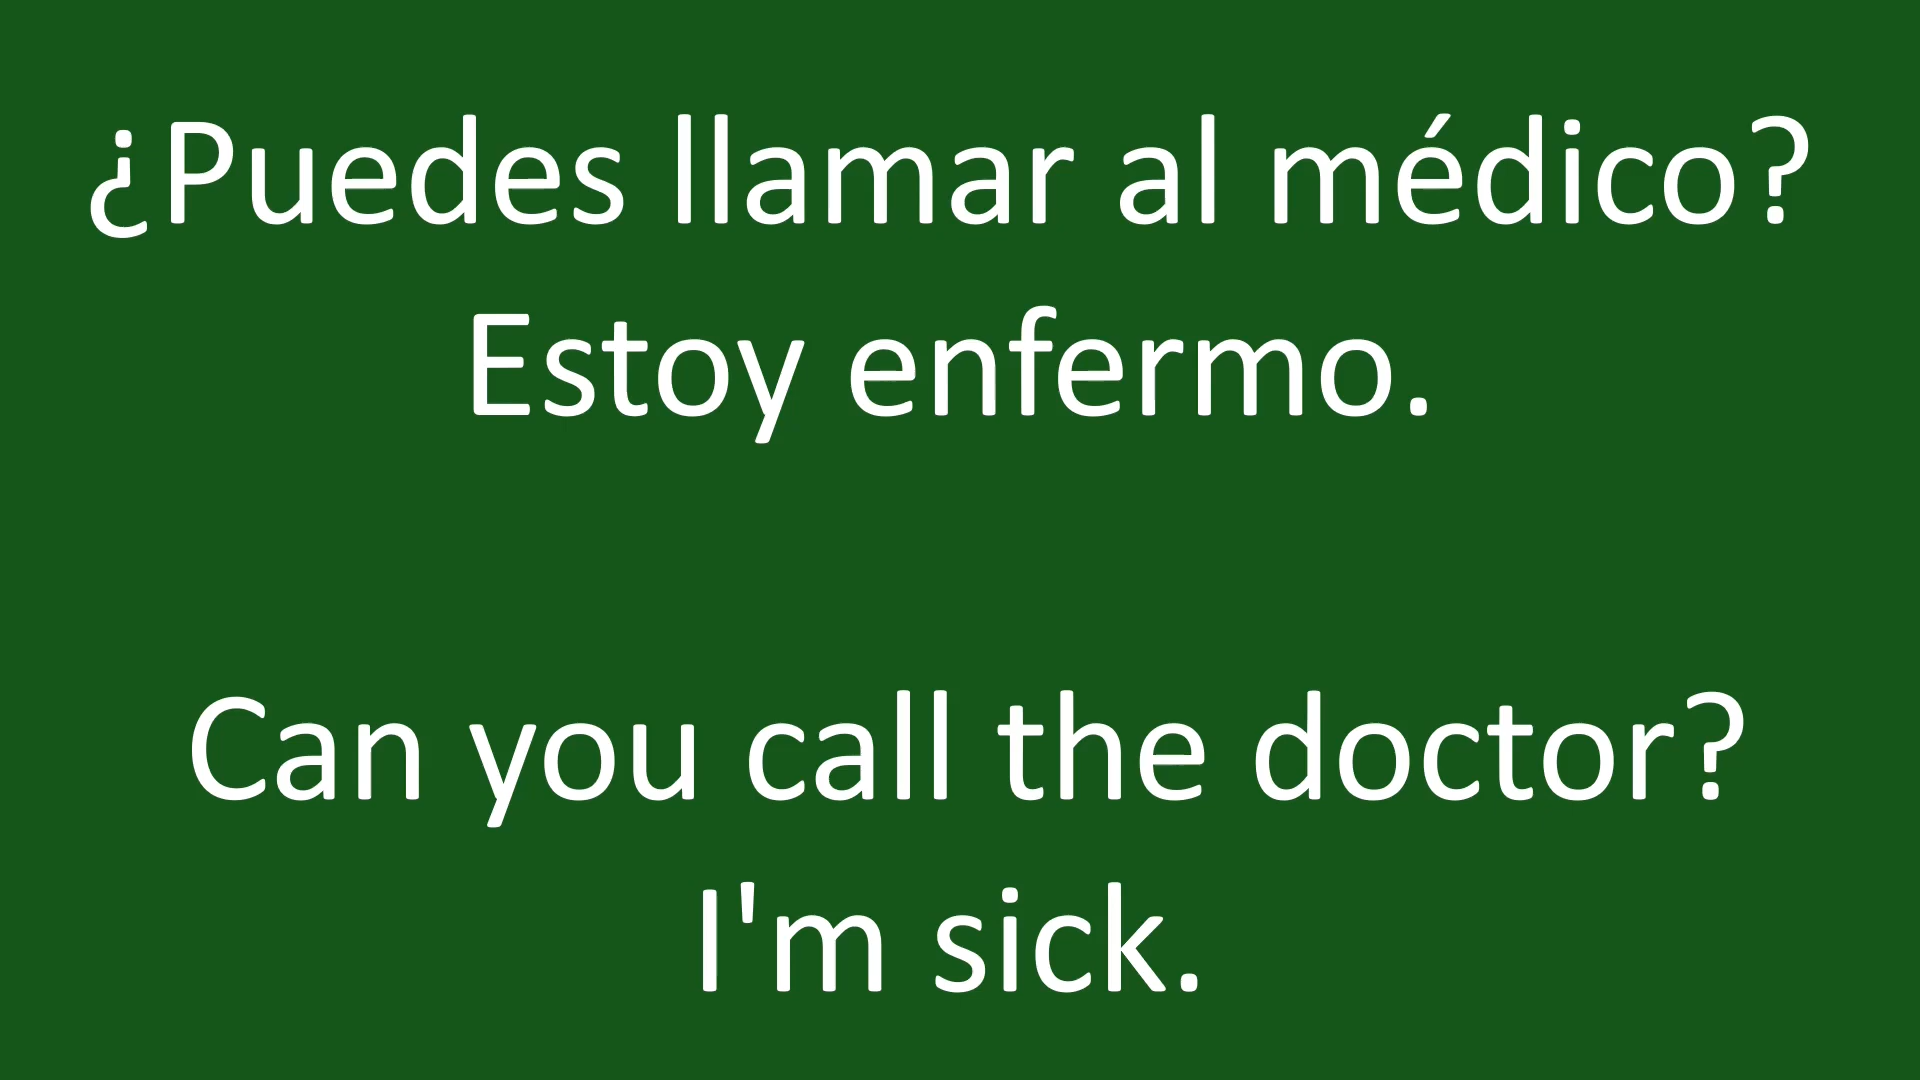 ¿Puedes llamar al médico?
Estoy enfermo.
Can you call the doctor?
I'm sick.